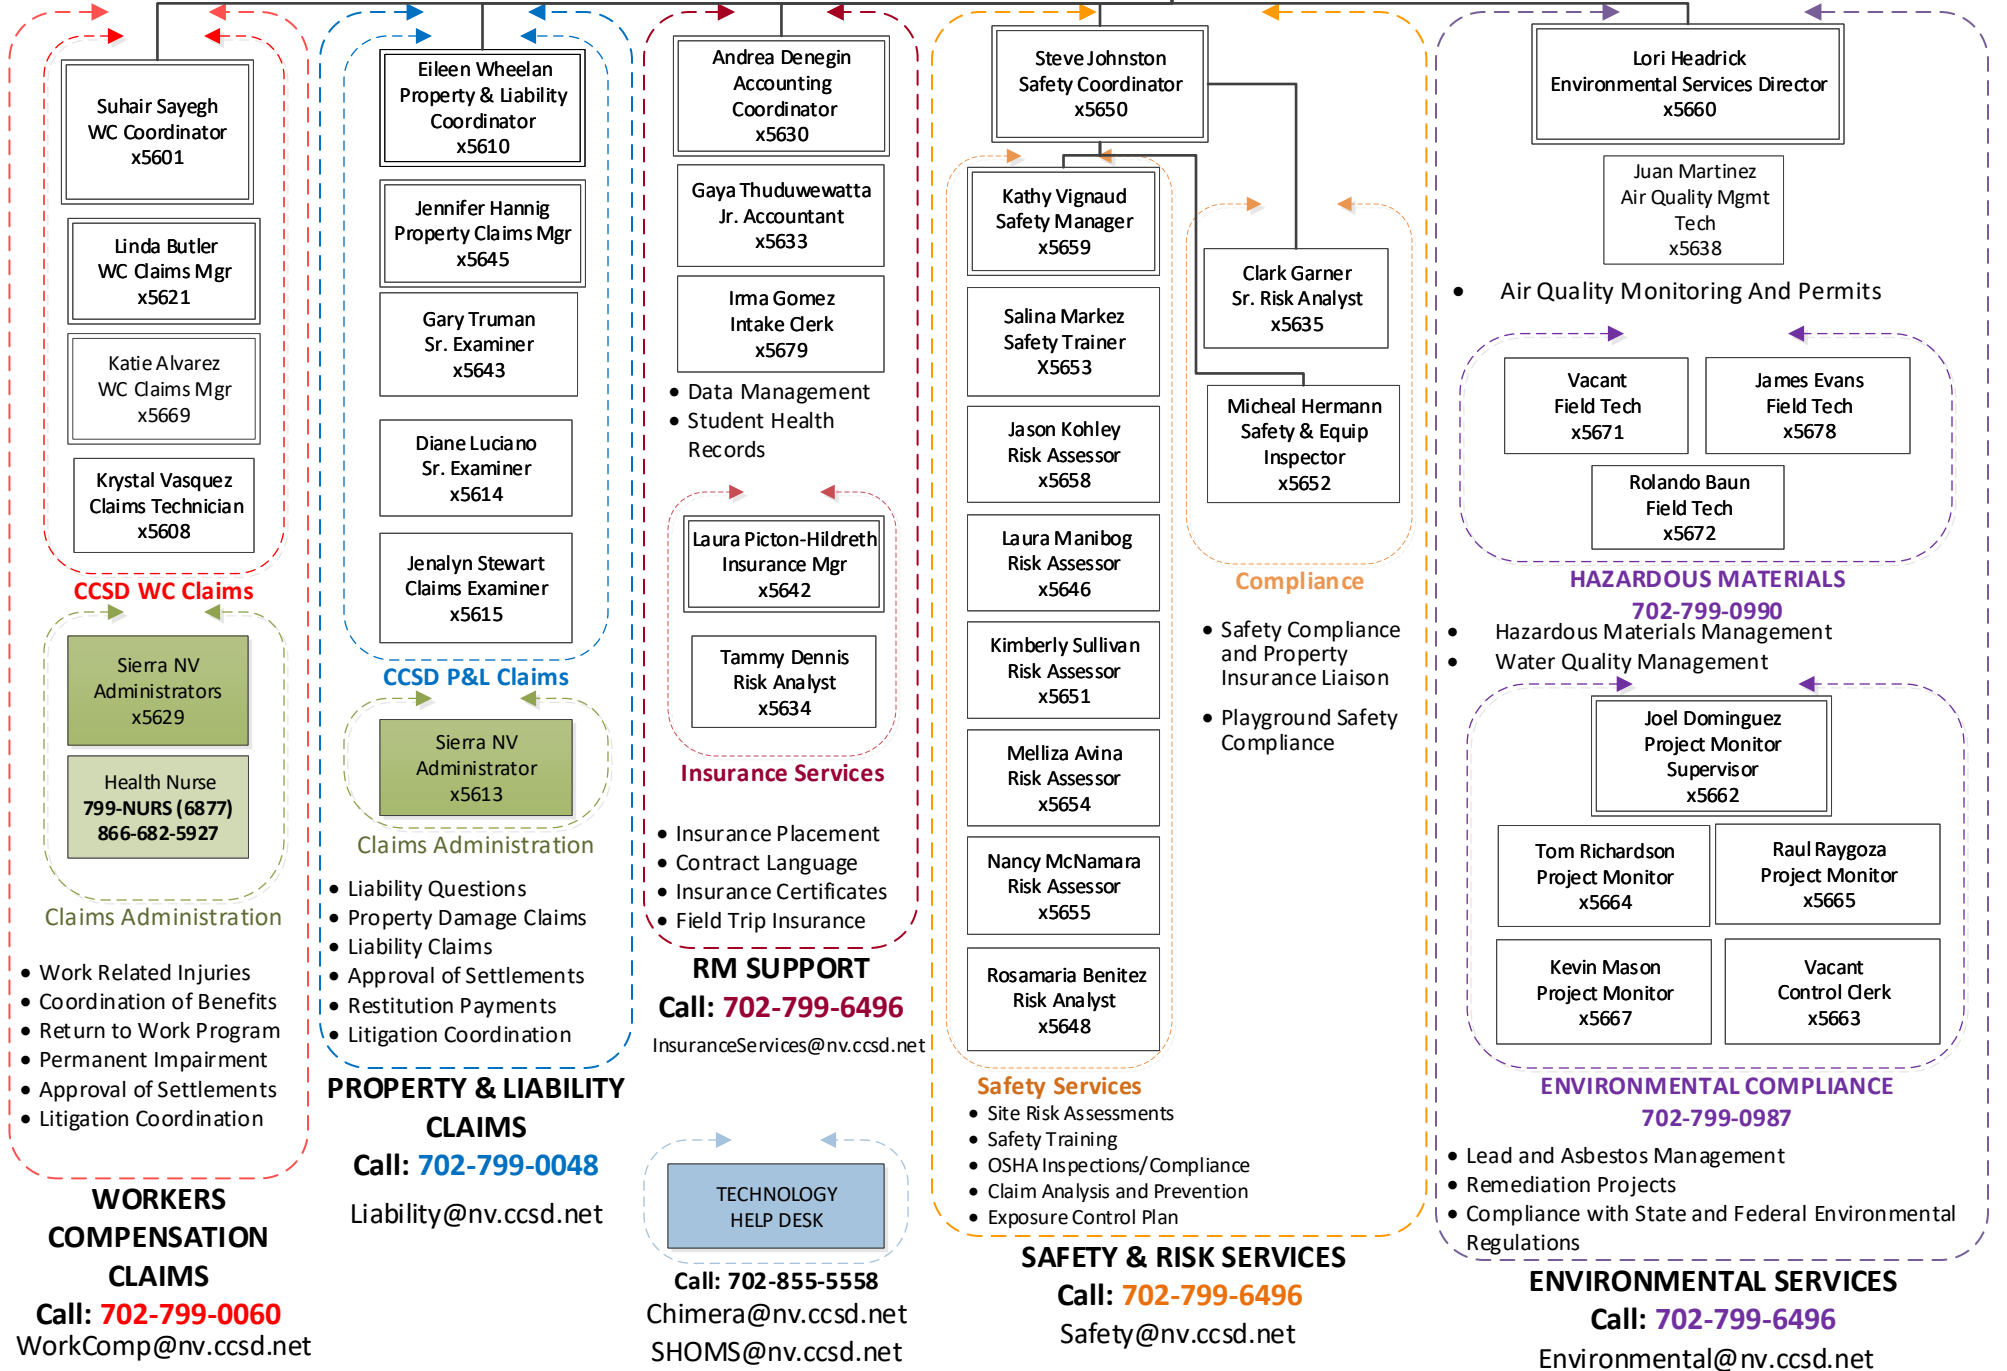 Suhair Sayegh
WC Coordinator
x5601
Linda Butler
WC Claims Mgr
x5621
Katie Alvarez
WC Claims Mgr
x5669
Krystal Vasquez
Claims Technician
x5608
CCSD WC Claims
Sierra NV
Administrators
x5629
Health Nurse
799-NURS (6877)
866-682-5927
Claims Administration
• Work Related Injuries
• Coordination of Benefits
• Return to Work Program
• Permanent Impairment
• Approval of Settlements
• Litigation Coordination
WORKERS
COMPENSATION
CLAIMS
Call: 702-799-0060
WorkComp@nv.ccsd.net
Eileen Wheelan
Property & Liability
Coordinator
x5610
Jennifer Hannig
Property Claims Mgr
x5645
Gary Truman
Sr. Examiner
x5643
Diane Luciano
Sr. Examiner
x5614
Jenalyn Stewart
Claims Examiner
x5615
CCSD P&L Claims
Sierra NV
Administrator
x5613
Claims Administration
• Liability Questions
• Property Damage Claims
• Liability Claims
• Approval of Settlements
• Restitution Payments
• Litigation Coordination
PROPERTY & LIABILITY
CLAIMS
Call: 702-799-0048
Liability@nv.ccsd.net
Andrea Denegin
Accounting
Coordinator
x5630
Gaya Thuduwewatta
Jr. Accountant
x5633
Irma Gomez
Intake Clerk
x5679
• Data Management
• Student Health
Records
Laura Picton-Hildreth
Insurance Mgr
x5642
Tammy Dennis
Risk Analyst
x5634
Insurance Services
• Insurance Placement
• Contract Language
• Insurance Certificates
• Field Trip Insurance
RM SUPPORT
Call: 702-799-6496
InsuranceServices@nv.ccsd.net
TECHNOLOGY
HELP DESK
Call: 702-855-5558
Chimera@nv.ccsd.net
SHOMS@nv.ccsd.net
Steve Johnston
Safety Coordinator
x5650
Kathy Vignaud
Safety Manager
x5659
Salina Markez
Safety Trainer
X5653
Jason Kohley
Risk Assessor
x5658
Laura Manibog
Risk Assessor
x5646
Kimberly Sullivan
Risk Assessor
x5651
Melliza Avina
Risk Assessor
x5654
Nancy McNamara
Risk Assessor
x5655
Rosamaria Benitez
Risk Analyst
x5648
Safety Services
• Site Risk Assessments
• Safety Training
• OSHA Inspections/Compliance
• Claim Analysis and Prevention
• Exposure Control Plan
Clark Garner
Sr. Risk Analyst
x5635
Micheal Hermann
Safety & Equip
Inspector
x5652
Compliance
• Safety Compliance
and Property
Insurance Liaison
• Playground Safety
Compliance
SAFETY & RISK SERVICES
Call: 702-799-6496
Safety@nv.ccsd.net
Lori Headrick
Environmental Services Director
x5660
Juan Martinez
Air Quality Mgmt
Tech
x5638
• Air Quality Monitoring And Permits
Vacant
Field Tech
x5671
James Evans
Field Tech
x5678
Rolando Baun
Field Tech
x5672
HAZARDOUS MATERIALS
702-799-0990
• Hazardous Materials Management
• Water Quality Management
Joel Dominguez
Project Monitor
Supervisor
x5662
Tom Richardson
Project Monitor
x5664
Raul Raygoza
Project Monitor
x5665
Kevin Mason
Project Monitor
x5667
Vacant
Control Clerk
x5663
ENVIRONMENTAL COMPLIANCE
702-799-0987
• Lead and Asbestos Management
• Remediation Projects
• Compliance with State and Federal Environmental
Regulations
ENVIRONMENTAL SERVICES
Call: 702-799-6496
Environmental@nv.ccsd.net